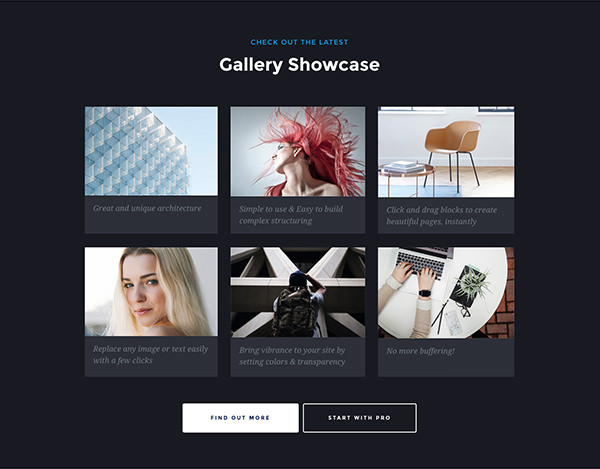 CHECK OUT THE LATEST
Gallery Showcase
Great and unique architecture
Simple to use & Easy to build
complex structuring
Click and drag blocks to create
beautiful pages, instantly
Replace any image or text easily
with a few clicks
Bring vibrance to your site by
setting colors & transparency
No more buffering!
FIND OUT MORE
START WITH PRO